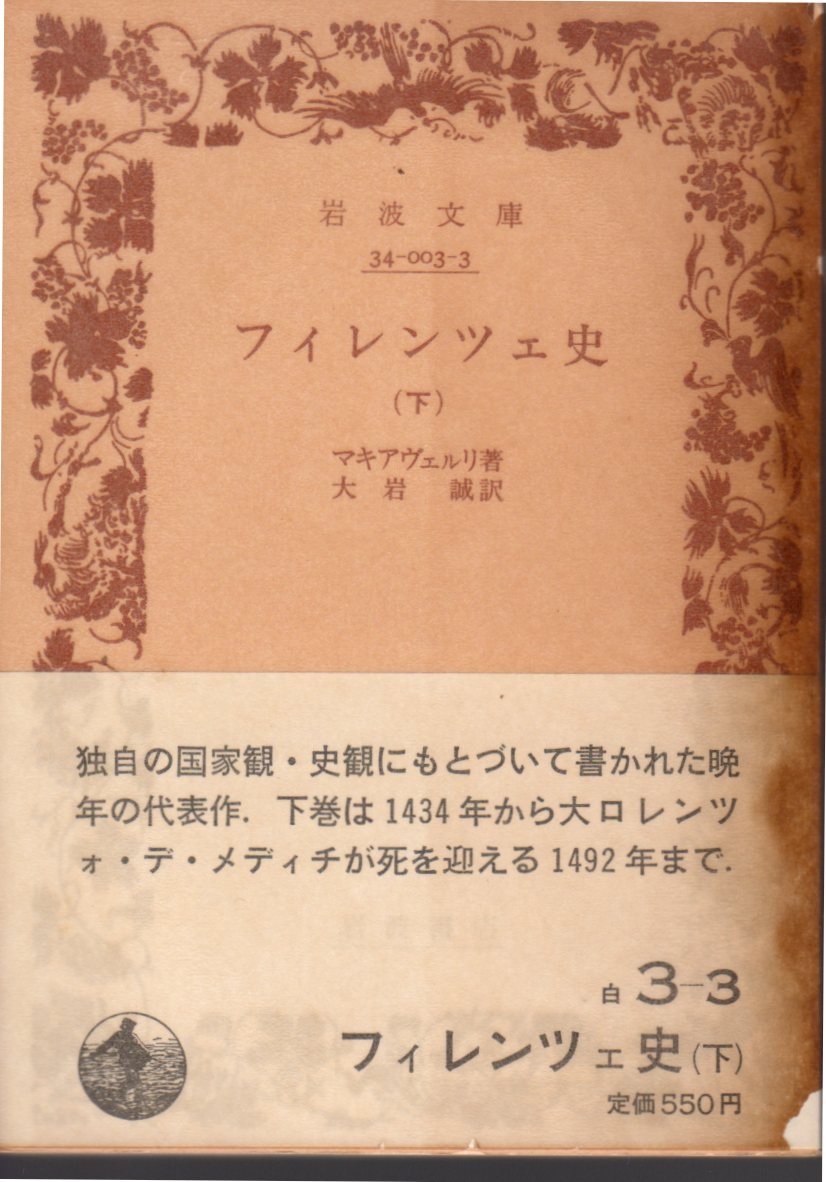 岩波文庫
34-003-3
フィレンツェ史
(下)
マキアヴェルリ著
大岩 誠訳
独自の国家観・史観にもとづいて書かれた晩
年の代表作. 下巻は1434年から大ロレンツ
ォ・デ・メディチが死を迎える1492年まで.
白 3-3
フィレンツェ史(下)
定価550円